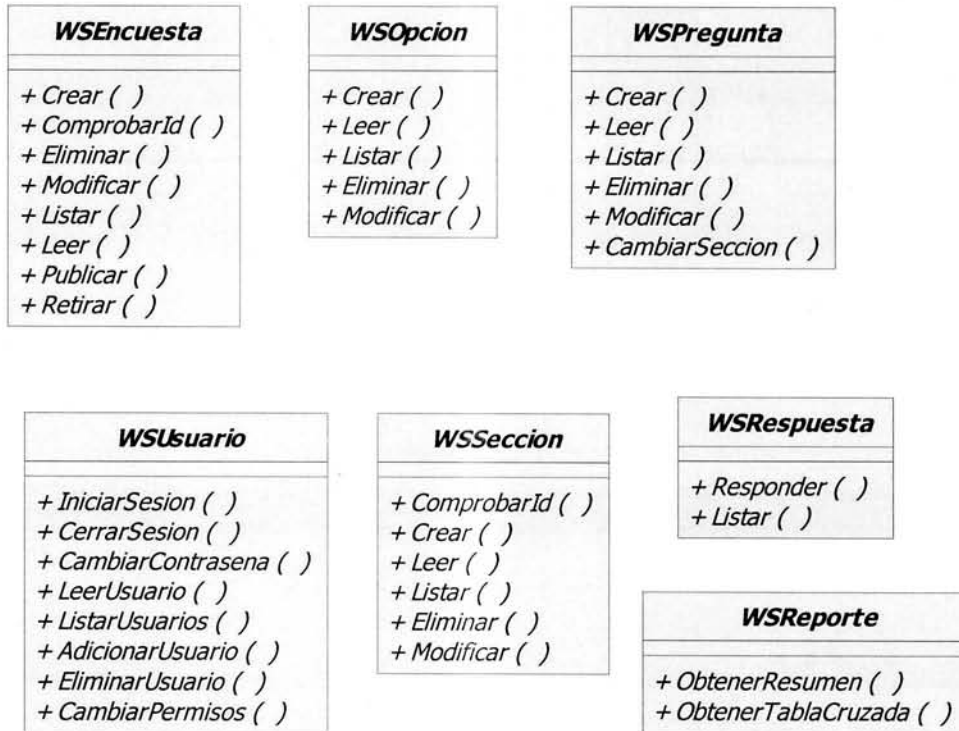 WSEncuesta
+ Crear ( )
+ ComprobarId ( )
+ Eliminar ( )
+ Modificar ( )
+ Listar ( )
+ Leer ( )
+ Publicar ( )
+ Retirar ( )
WSOpcion
+ Crear ( )
+ Leer ( )
+ Listar ( )
+ Eliminar ( )
+ Modificar ( )
WSPregunta
+ Crear ( )
+ Leer ( )
+ Listar ( )
+ Eliminar ( )
+ Modificar ( )
+ CambiarSeccion ( )
WSUsuario
+ IniciarSesion ( )
+ CerrarSesion ( )
+ CambiarContrasena ( )
+ LeerUsuario ( )
+ ListarUsuarios ( )
+ AdicionarUsuario ( )
+ EliminarUsuario ( )
+ CambiarPermisos ( )
WSSeccion
+ ComprobarId ( )
+ Crear ( )
+ Leer ( )
+ Listar ( )
+ Eliminar ( )
+ Modificar ( )
WSRespuesta
+ Responder ( )
+ Listar ( )
WSReporte
+ ObtenerResumen ( )
+ ObtenerTablaCruzada ( )